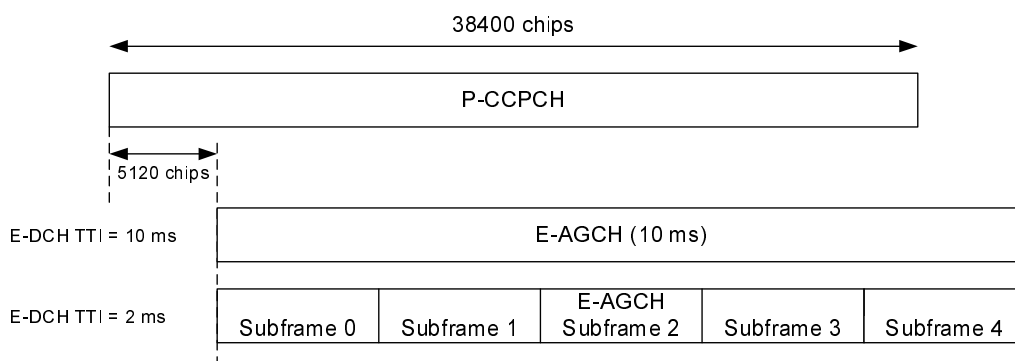 38400 chips
P-CCPCH
5120 chips
E-DCH TTI = 10 ms
E-AGCH (10 ms)
E-DCH TTI = 2 ms
E-AGCH
Subframe 0
Subframe 1
Subframe 2
Subframe 3
Subframe 4